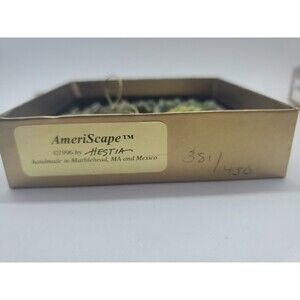 AmeriScape™
©1996 by HESTIA
handmade in Marblehead, MA and Mexico
381/450